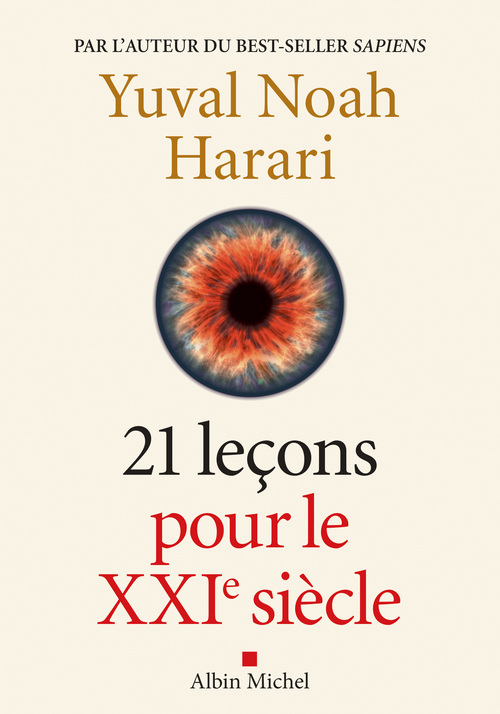 PAR L'AUTEUR DU BEST-SELLER SAPIENS
Yuval Noah
Harari
21 leçons
pour le
XXIe siècle
Albin Michel